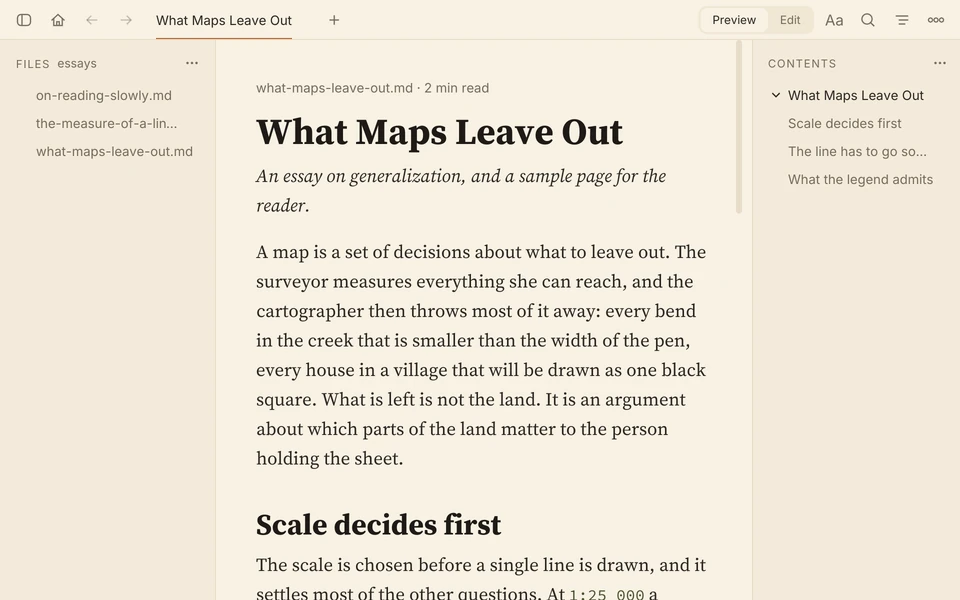 What Maps Leave Out
Preview
Edit
Aa
FILES essays
on-reading-slowly.md
the-measure-of-a-lin...
what-maps-leave-out.md
what-maps-leave-out.md · 2 min read
What Maps Leave Out
An essay on generalization, and a sample page for the
reader.
A map is a set of decisions about what to leave out. The
surveyor measures everything she can reach, and the
cartographer then throws most of it away: every bend
in the creek that is smaller than the width of the pen,
every house in a village that will be drawn as one black
square. What is left is not the land. It is an argument
about which parts of the land matter to the person
holding the sheet.
Scale decides first
The scale is chosen before a single line is drawn, and it
settles most of the other questions. At 1:25 000 a
CONTENTS
What Maps Leave Out
Scale decides first
The line has to go so...
What the legend admits